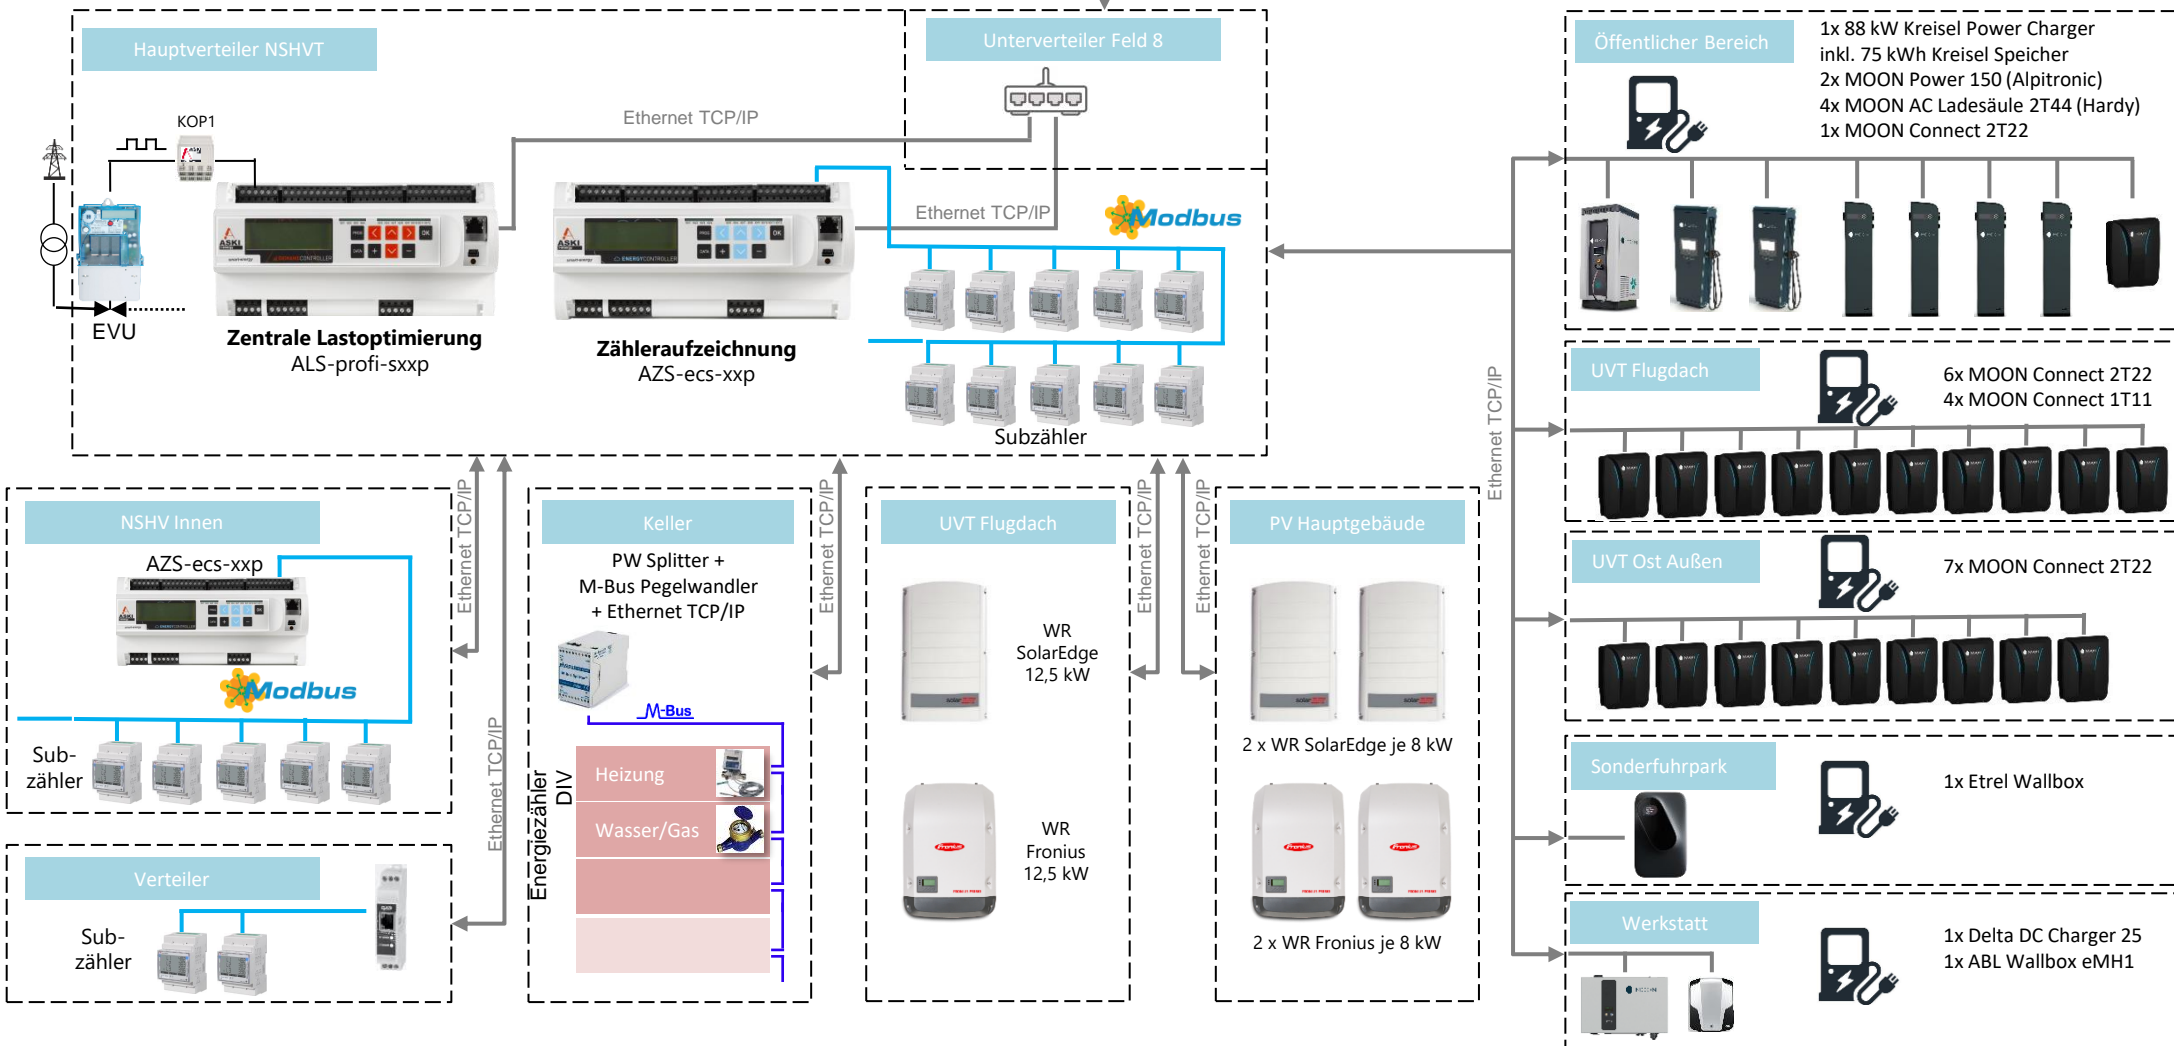 Hauptverteiler NSHVT
Unterverteiler Feld 8
KOP1
Ethernet TCP/IP
Ethernet TCP/IP
Modbus
ASKI
ASKI
ENERGYCONTROLLER
EVU
Zentrale Lastoptimierung
ALS-profi-sxxp
Zähleraufzeichnung
AZS-ecs-xxp
Subzähler
Öffentlicher Bereich
1x 88 kW Kreisel Power Charger
inkl. 75 kWh Kreisel Speicher
2x MOON Power 150 (Alpitronic)
4x MOON AC Ladesäule 2T44 (Hardy)
1x MOON Connect 2T22
Ethernet TCP/IP
UVT Flugdach
6x MOON Connect 2T22
4x MOON Connect 1T11
UVT Ost Außen
7x MOON Connect 2T22
Sonderfuhrpark
1x Etrel Wallbox
Werkstatt
1x Delta DC Charger 25
1x ABL Wallbox eMH1
NSHV Innen
AZS-ecs-xxp
ASKI
Modbus
Sub-
zähler
Ethernet TCP/IP
Verteiler
Sub-
zähler
Ethernet TCP/IP
Keller
PW Splitter +
M-Bus Pegelwandler
+ Ethernet TCP/IP
M-Bus
Energiezähler
DIV
Heizung
Wasser/Gas
Ethernet TCP/IP
UVT Flugdach
WR
SolarEdge
12,5 kW
Fronius
WR
Fronius
12,5 kW
Ethernet TCP/IP
Ethernet TCP/IP
PV Hauptgebäude
2 x WR SolarEdge je 8 kW
Fronius
Fronius
2 x WR Fronius je 8 kW